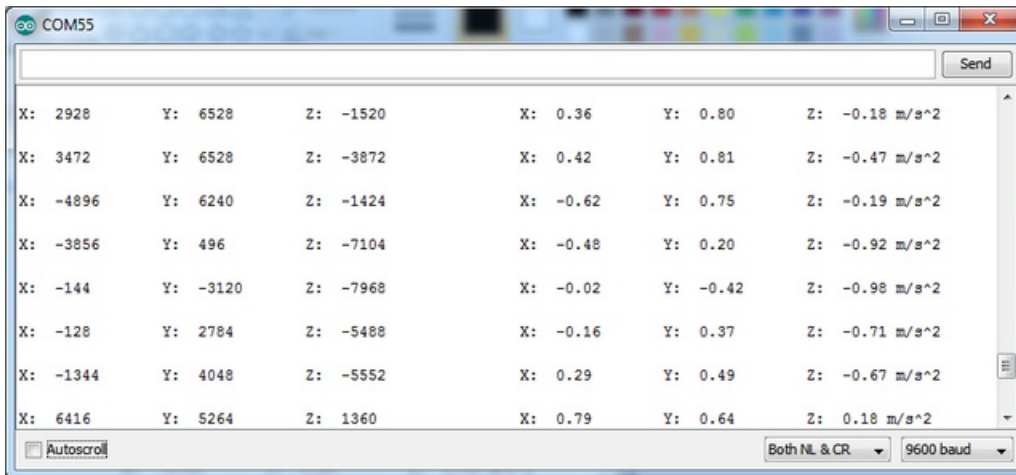 COM55
Send
X: 2928 Y: 6528 Z: -1520 X: 0.36 Y: 0.80 Z: -0.18 m/s^2
X: 3472 Y: 6528 Z: -3872 X: 0.42 Y: 0.81 Z: -0.47 m/s^2
X: -4896 Y: 6240 Z: -1424 X: -0.62 Y: 0.75 Z: -0.19 m/s^2
X: -3856 Y: 496 Z: -7104 X: -0.48 Y: 0.20 Z: -0.92 m/s^2
X: -144 Y: -3120 Z: -7968 X: -0.02 Y: -0.42 Z: -0.98 m/s^2
X: -128 Y: 2784 Z: -5488 X: -0.16 Y: 0.37 Z: -0.71 m/s^2
X: -1344 Y: 4048 Z: -5552 X: 0.29 Y: 0.49 Z: -0.67 m/s^2
X: 6416 Y: 5264 Z: 1360 X: 0.79 Y: 0.64 Z: 0.18 m/s^2
Autoscroll Both NL & CR 9600 baud